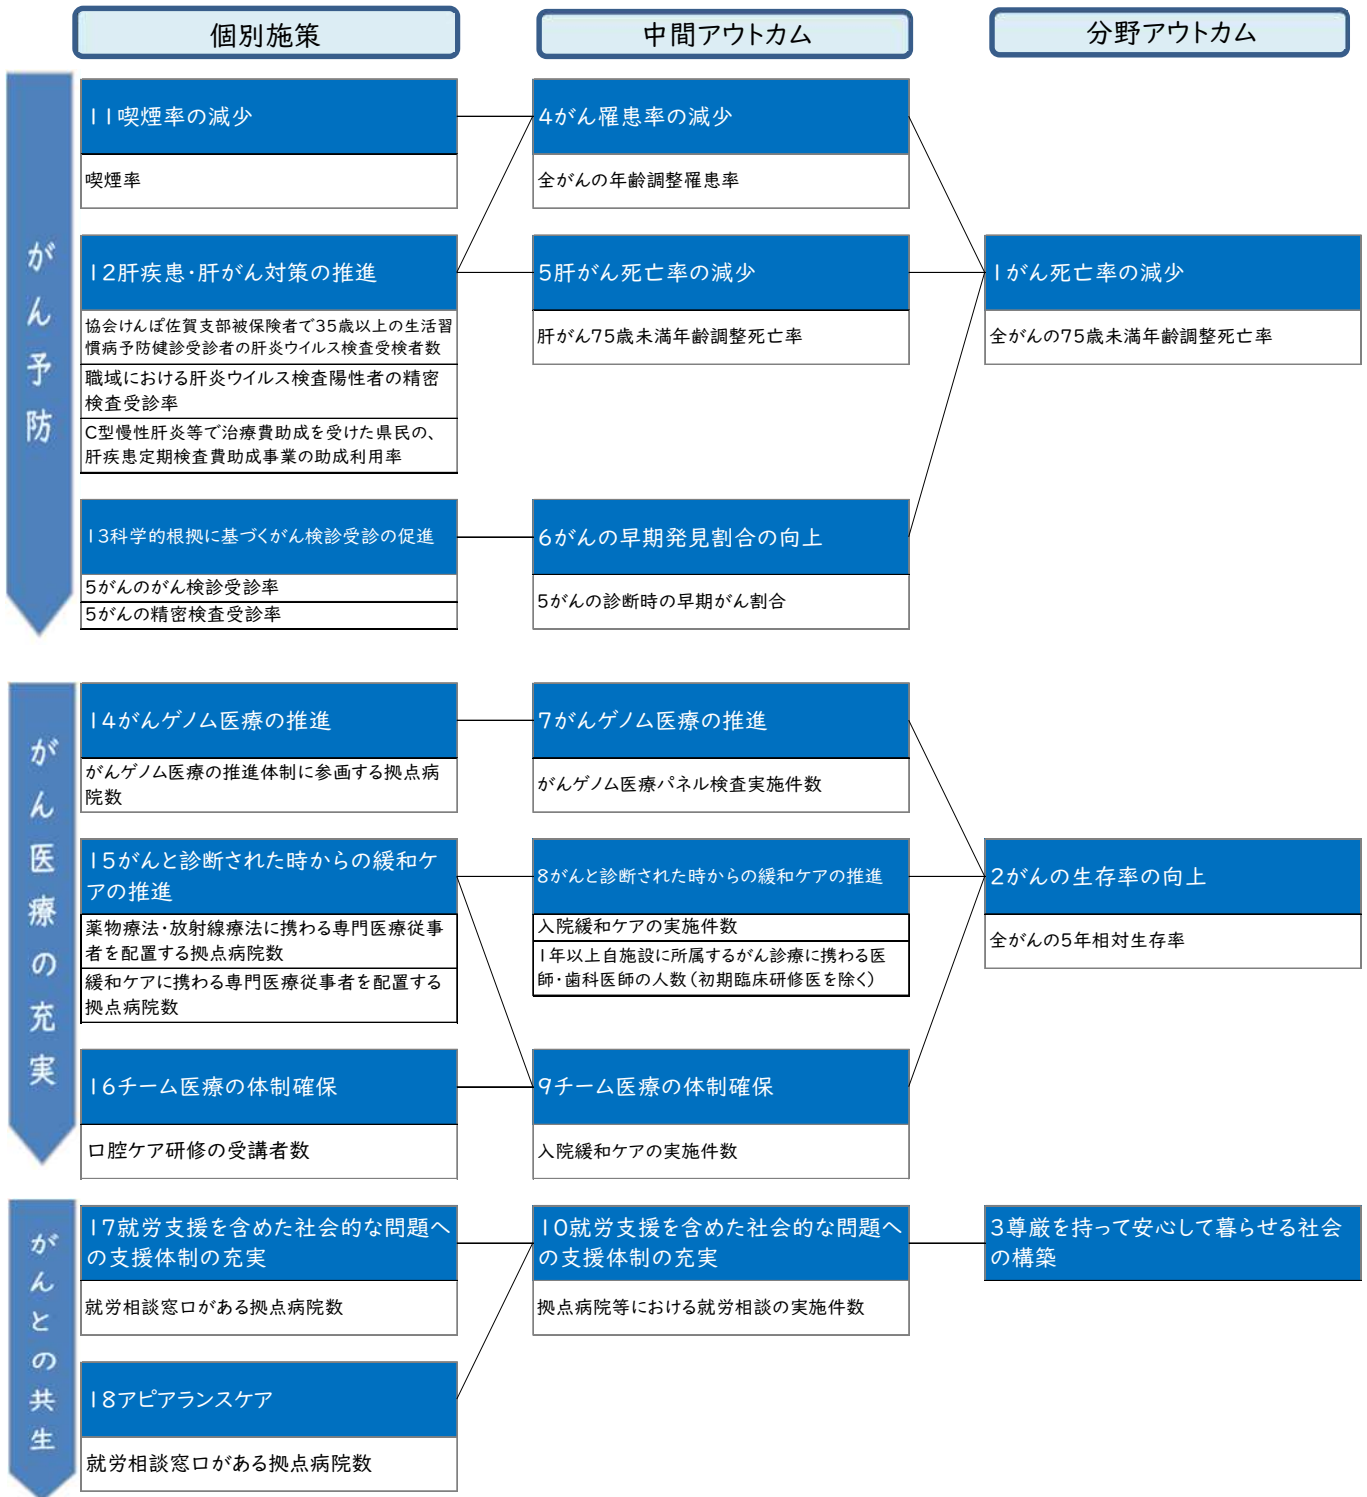 個別施策
中間アウトカム
分野アウトカム
がん予防
11喫煙率の減少
喫煙率
4がん罹患率の減少
全がんの年齢調整罹患率
12肝疾患・肝がん対策の推進
協会けんぽ佐賀支部被保険者で35歳以上の生活習
慣病予防健診受診者の肝炎ウイルス検査受検者数
職域における肝炎ウイルス検査陽性者の精密
検査受診率
C型慢性肝炎等で治療費助成を受けた県民の、
肝疾患定期検査費助成事業の助成利用率
5肝がん死亡率の減少
肝がん75歳未満年齢調整死亡率
1がん死亡率の減少
全がんの75歳未満年齢調整死亡率
13科学的根拠に基づくがん検診受診の促進
5がんのがん検診受診率
5がんの精密検査受診率
6がんの早期発見割合の向上
5がんの診断時の早期がん割合
がん医療の充実
14がんゲノム医療の推進
がんゲノム医療の推進体制に参画する拠点病
院数
7がんゲノム医療の推進
がんゲノム医療パネル検査実施件数
15がんと診断された時からの緩和ケ
アの推進
薬物療法・放射線療法に携わる専門医療従事
者を配置する拠点病院数
緩和ケアに携わる専門医療従事者を配置する
拠点病院数
8がんと診断された時からの緩和ケアの推進
入院緩和ケアの実施件数
1年以上自施設に所属するがん診療に携わる医
師・歯科医師の人数（初期臨床研修医を除く）
2がんの生存率の向上
全がんの5年相対生存率
16チーム医療の体制確保
口腔ケア研修の受講者数
9チーム医療の体制確保
入院緩和ケアの実施件数
がんとの共生
17就労支援を含めた社会的な問題へ
の支援体制の充実
就労相談窓口がある拠点病院数
10就労支援を含めた社会的な問題へ
の支援体制の充実
拠点病院等における就労相談の実施件数
3尊厳を持って安心して暮らせる社会
の構築
18アピアランスケア
就労相談窓口がある拠点病院数